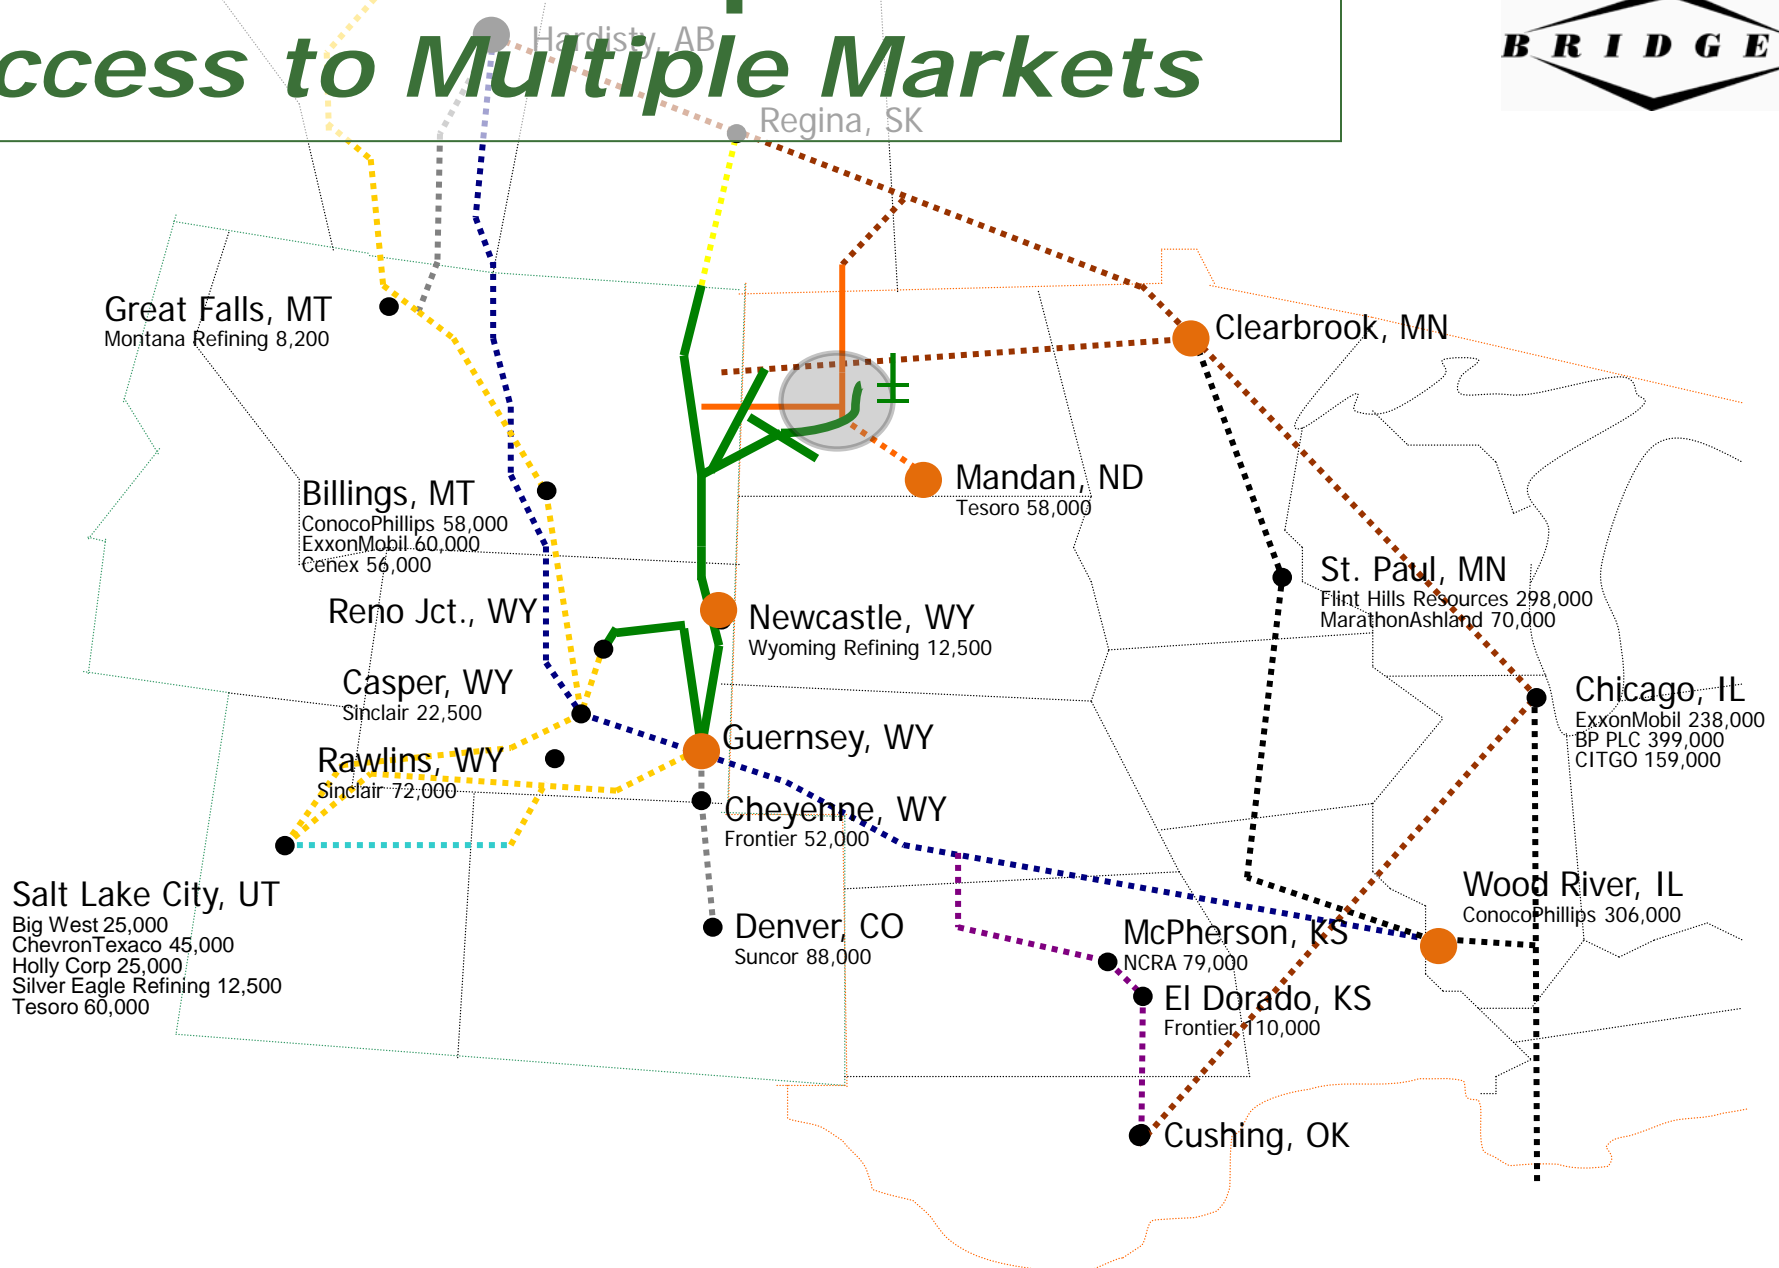 Hardisty, AB
ccess to Multiple Markets
BRIDGE
Regina, SK
Great Falls, MT
Montana Refining 8,200
Clearbrook, MN
Billings, MT
ConocoPhillips 58,000
ExxonMobil 60,000
Cenex 56,000
Mandan, ND
Tesoro 58,000
St. Paul, MN
Flint Hills Resources 298,000
MarathonAshland 70,000
Reno Jct., WY
Newcastle, WY
Wyoming Refining 12,500
Casper, WY
Sinclair 22,500
Chicago, IL
ExxonMobil 238,000
BP PLC 399,000
CITGO 159,000
Guernsey, WY
Rawlins, WY
Sinclair 72,000
Cheyenne, WY
Frontier 52,000
Salt Lake City, UT
Big West 25,000
ChevronTexaco 45,000
Holly Corp 25,000
Silver Eagle Refining 12,500
Tesoro 60,000
Wood River, IL
ConocoPhillips 306,000
Denver, CO
Suncor 88,000
McPherson, KS
NCRA 79,000
El Dorado, KS
Frontier 110,000
Cushing, OK